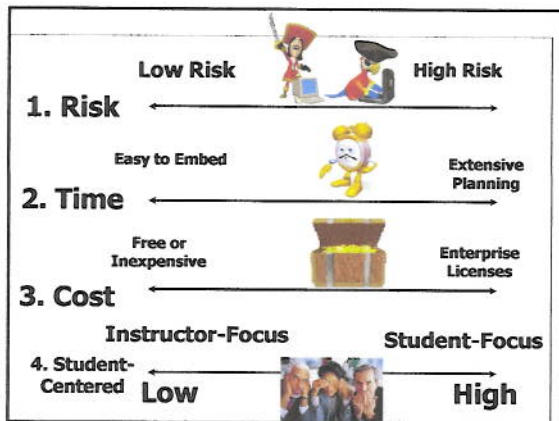 Low Risk
High Risk
1. Risk
Easy to Embed
Extensive
Planning
2. Time
Free or
Inexpensive
Enterprise
Licenses
3. Cost
Instructor-Focus
Student-Focus
4. Student-
Centered
Low
High